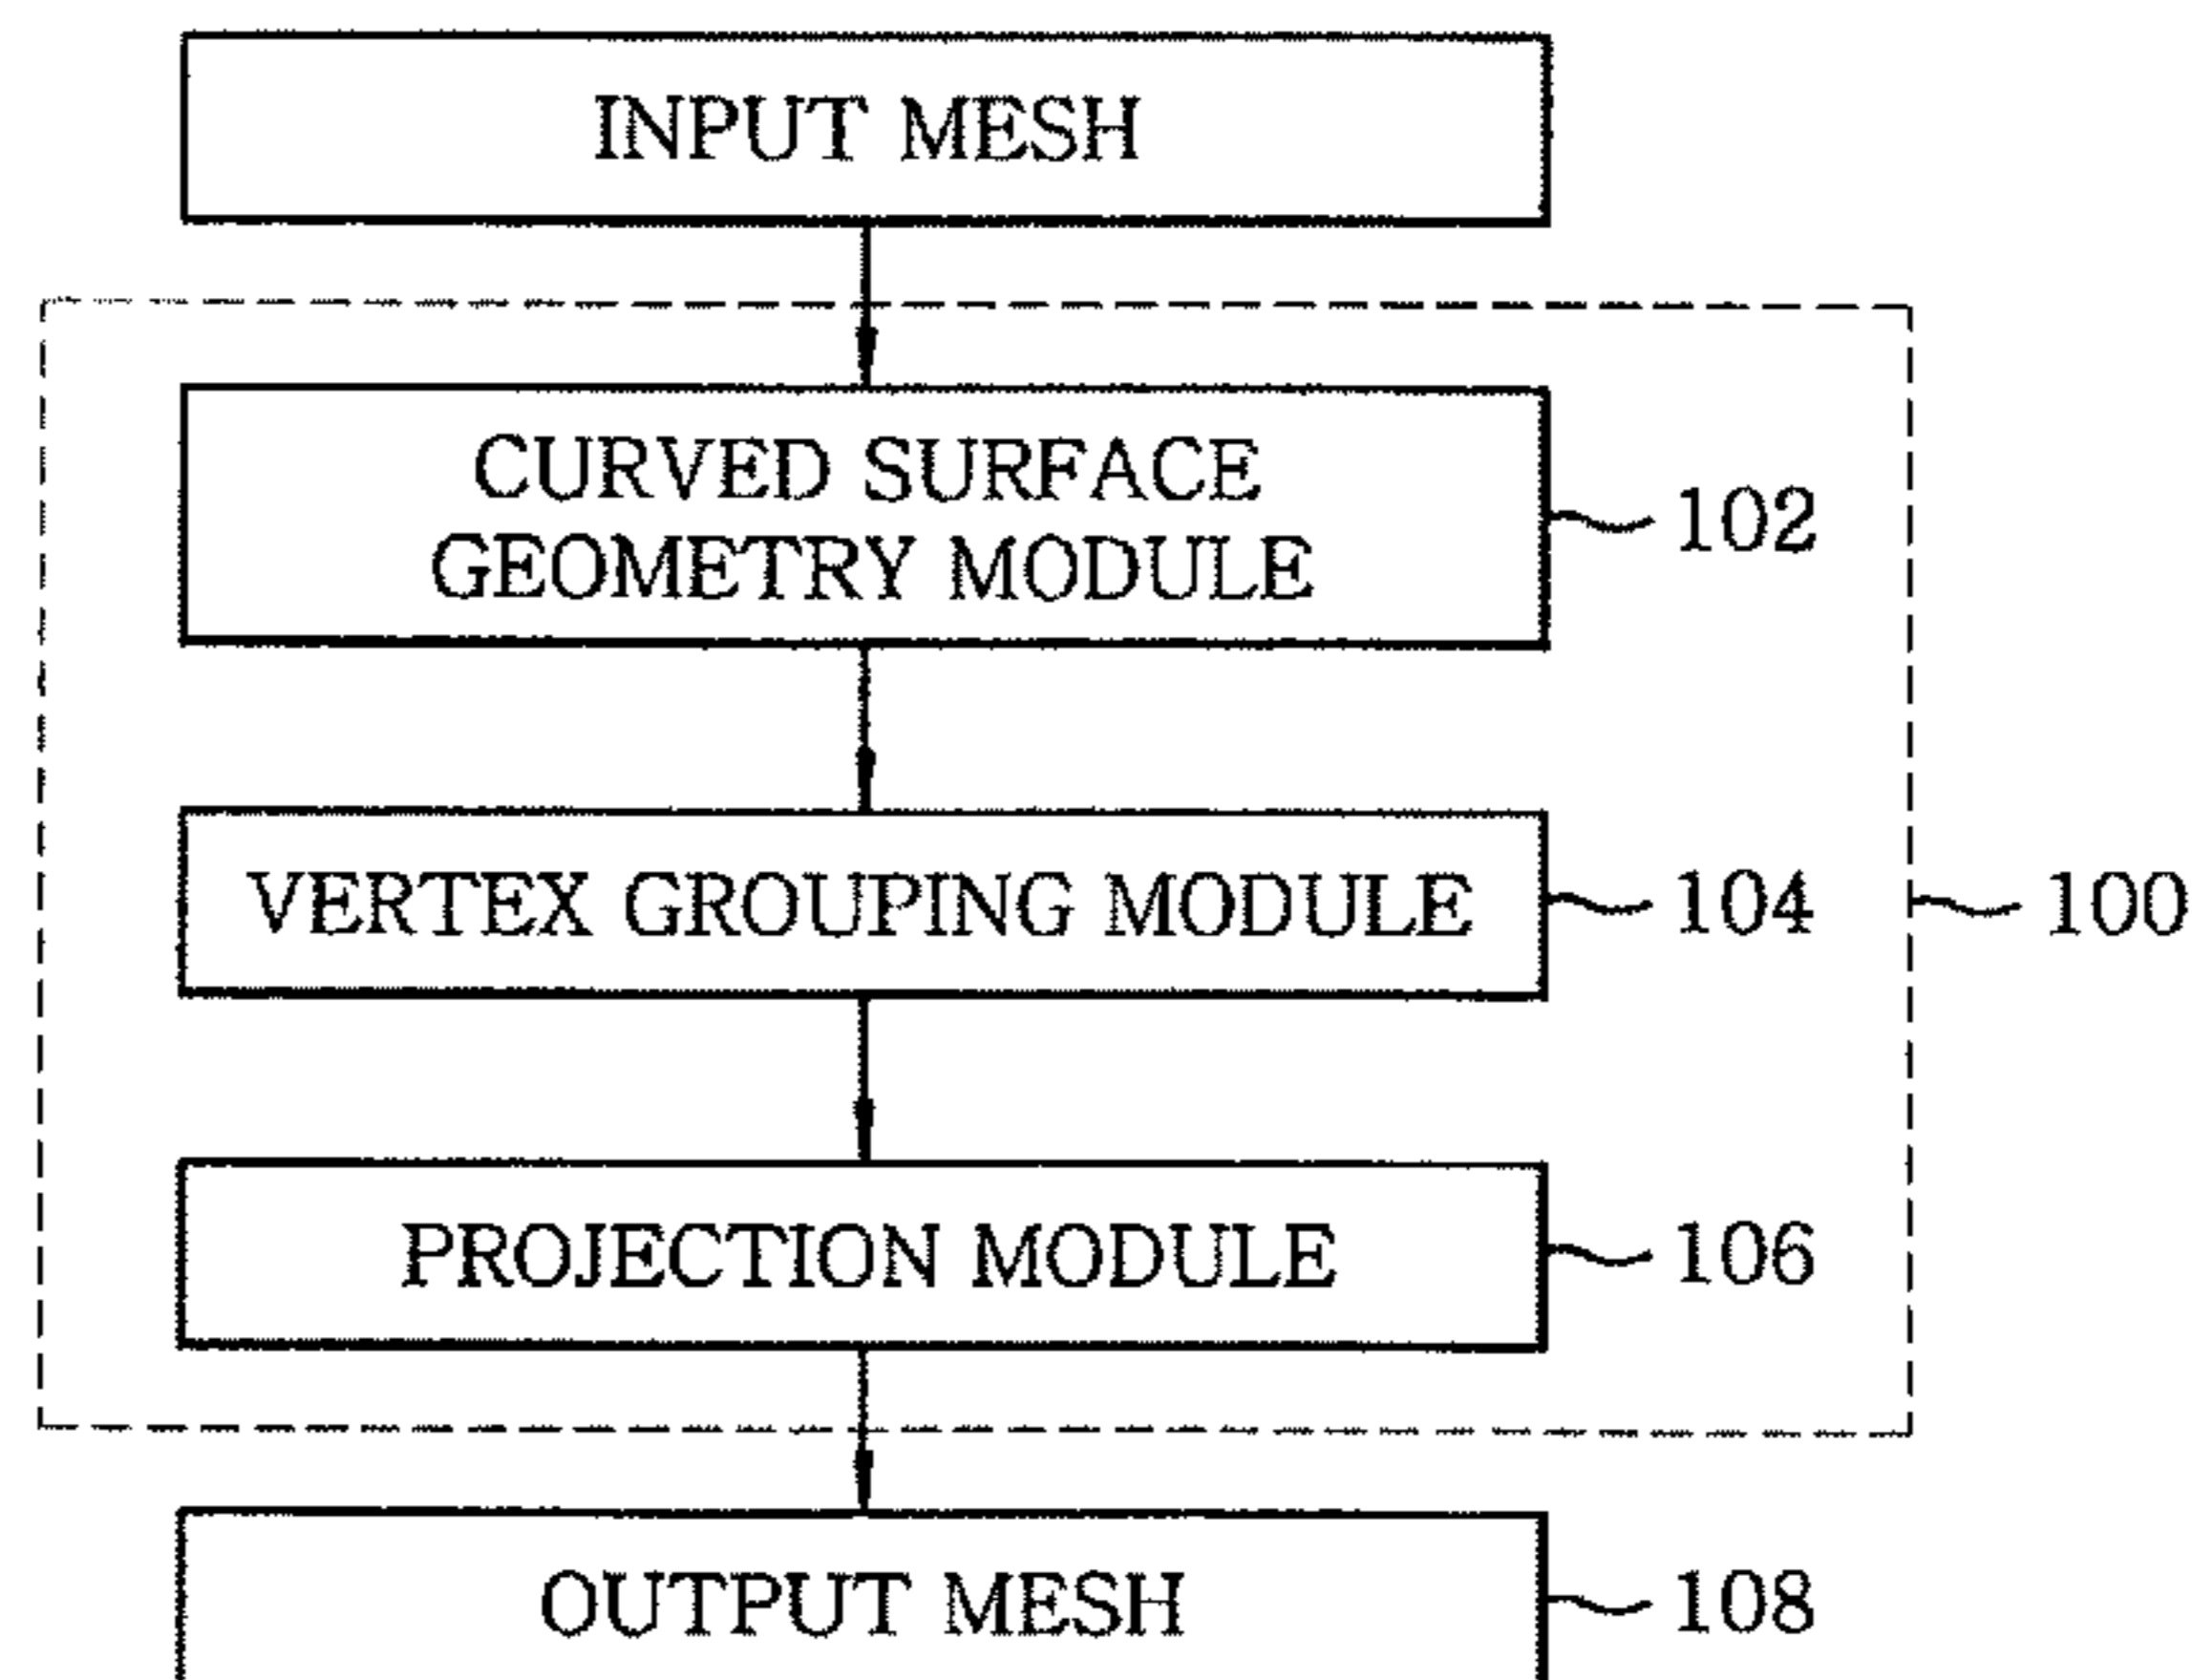 INPUT MESH
CURVED SURFACE
GEOMETRY MODULE
102
VERTEX GROUPING MODULE
104
100
PROJECTION MODULE
106
OUTPUT MESH
108